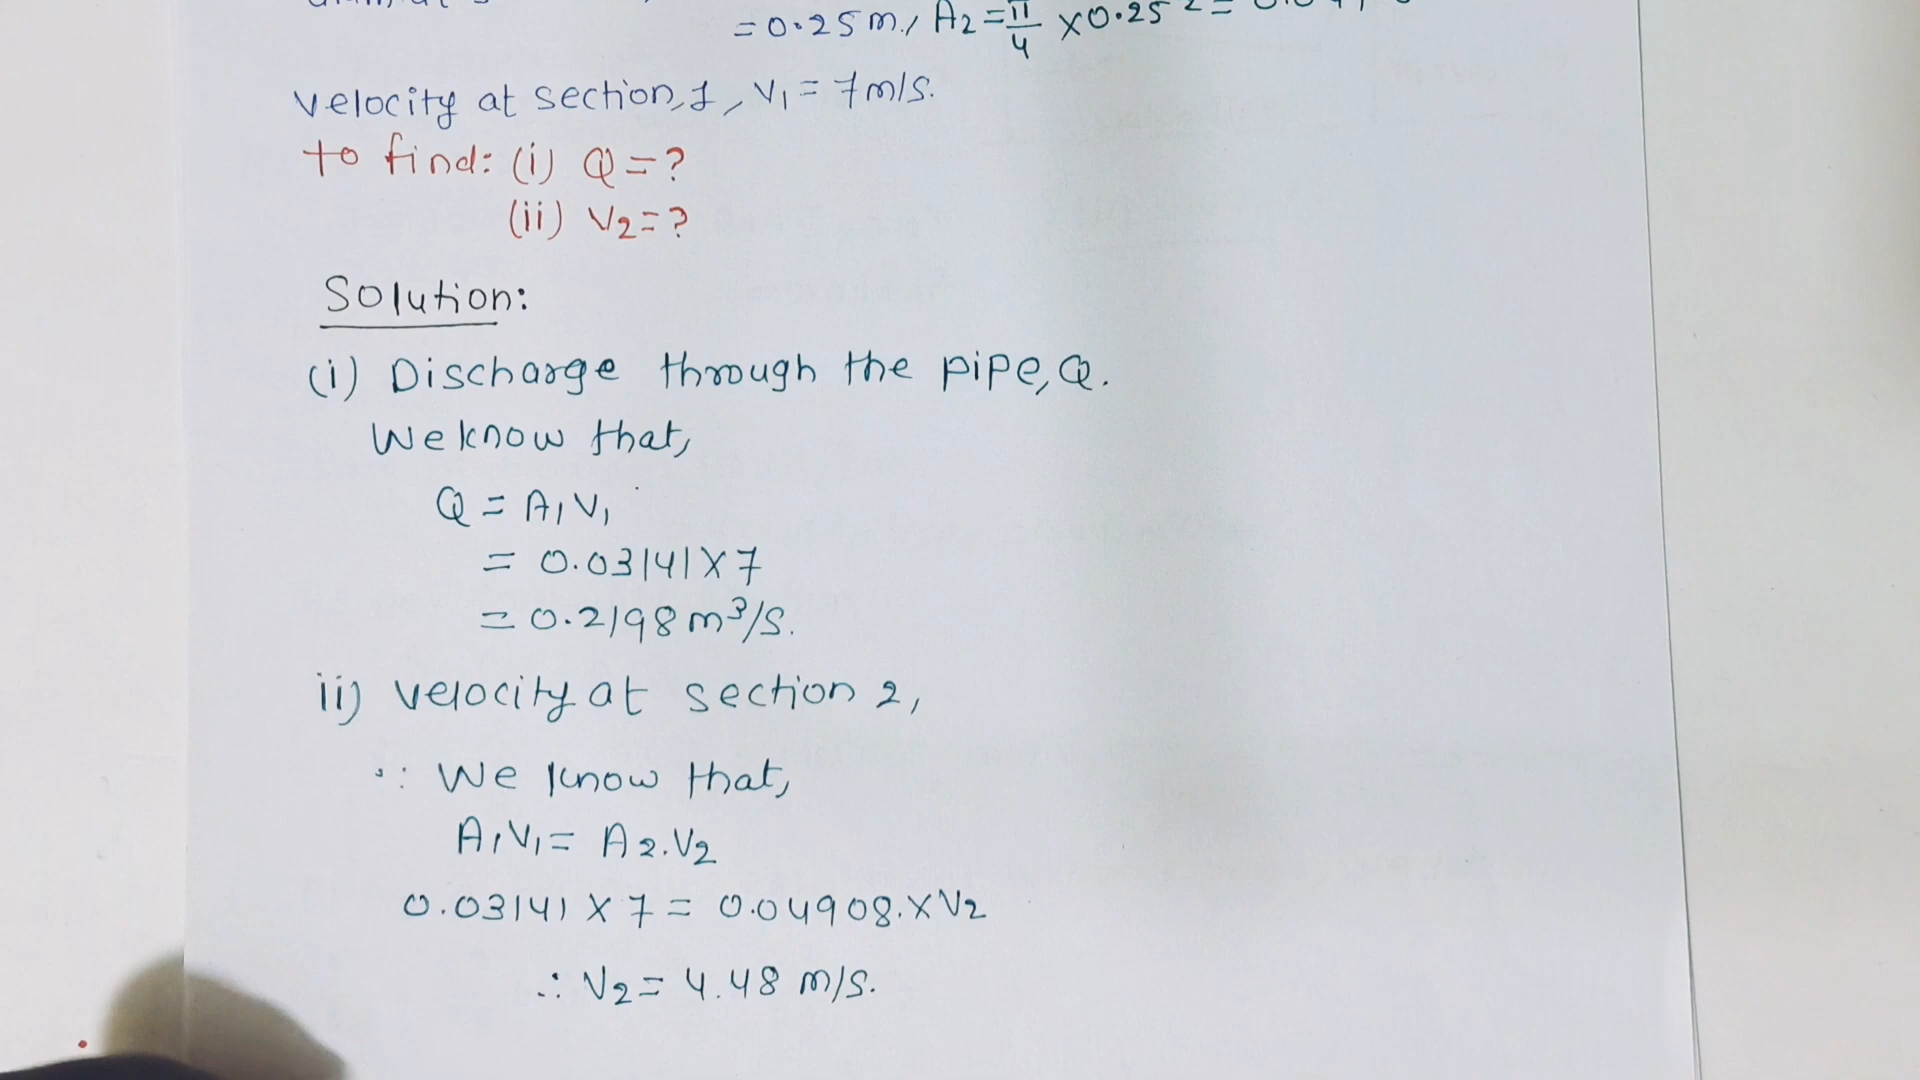 = 0.25 m, A2 = π/4 × 0.25² =
velocity at section, 1, V1 = 7 m/s.
to find: (i) Q = ?
(ii) V2 = ?
Solution:
(i) Discharge through the pipe, Q.
We know that,
Q = A1V1
= 0.03141 × 7
= 0.2198 m³/s.
ii) velocity at section 2,
∵ We know that,
A1V1 = A2.V2
0.03141 × 7 = 0.04908. × V2
∴ V2 = 4.48 m/s.